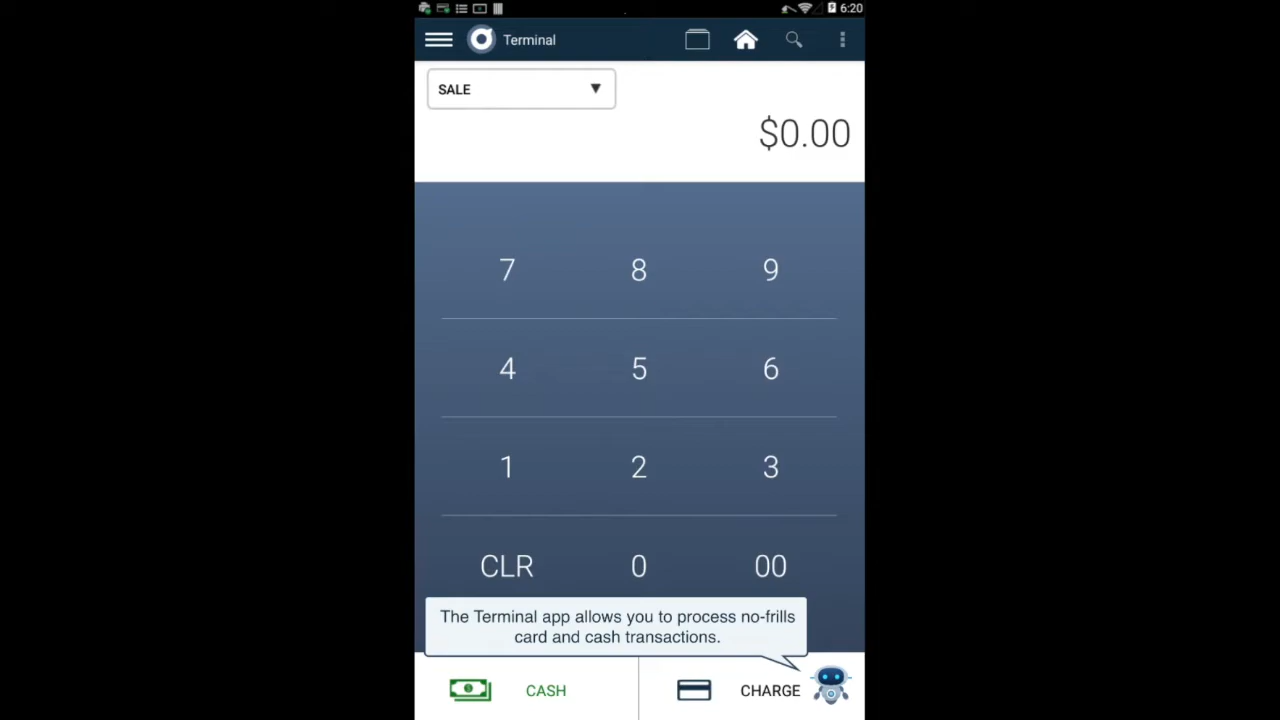 6:20
Terminal
SALE
$0.00
7 8 9
4 5 6
1 2 3
CLR 0 00
The Terminal app allows you to process no-frills
card and cash transactions.
CASH CHARGE